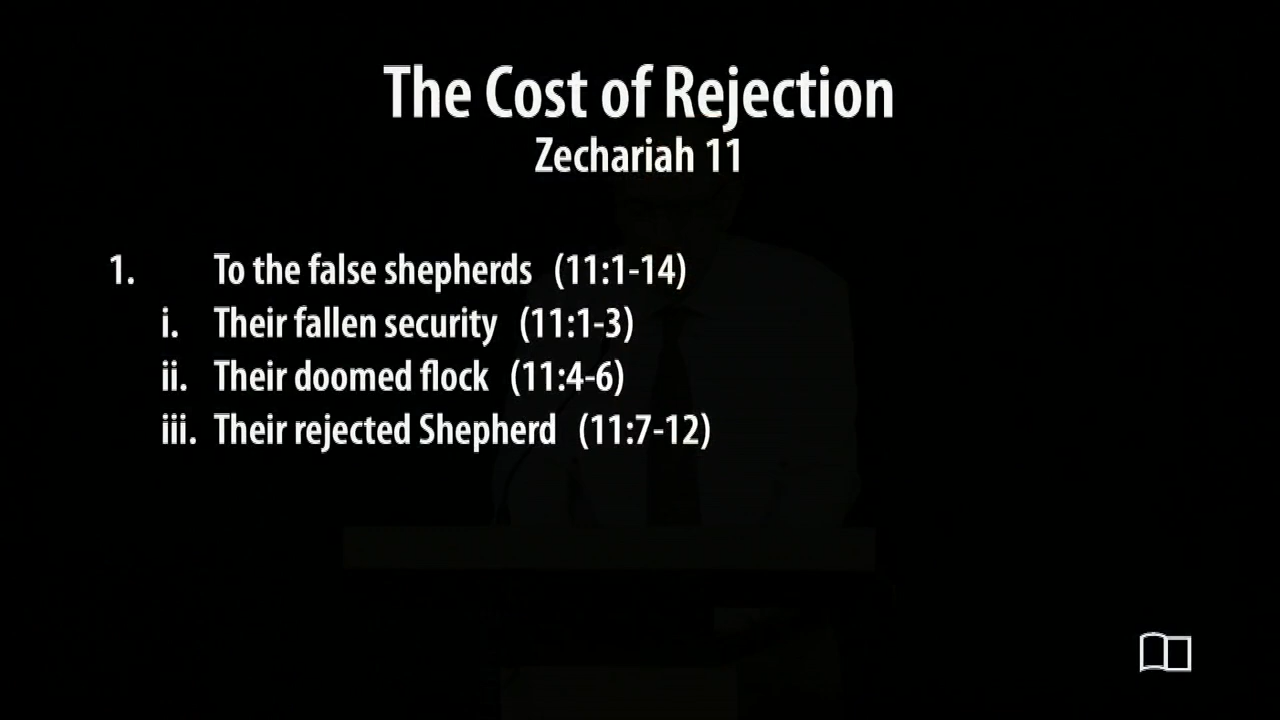 The Cost of Rejection
Zechariah 11
1. To the false shepherds (11:1-14)
i. Their fallen security (11:1-3)
ii. Their doomed flock (11:4-6)
iii. Their rejected Shepherd (11:7-12)